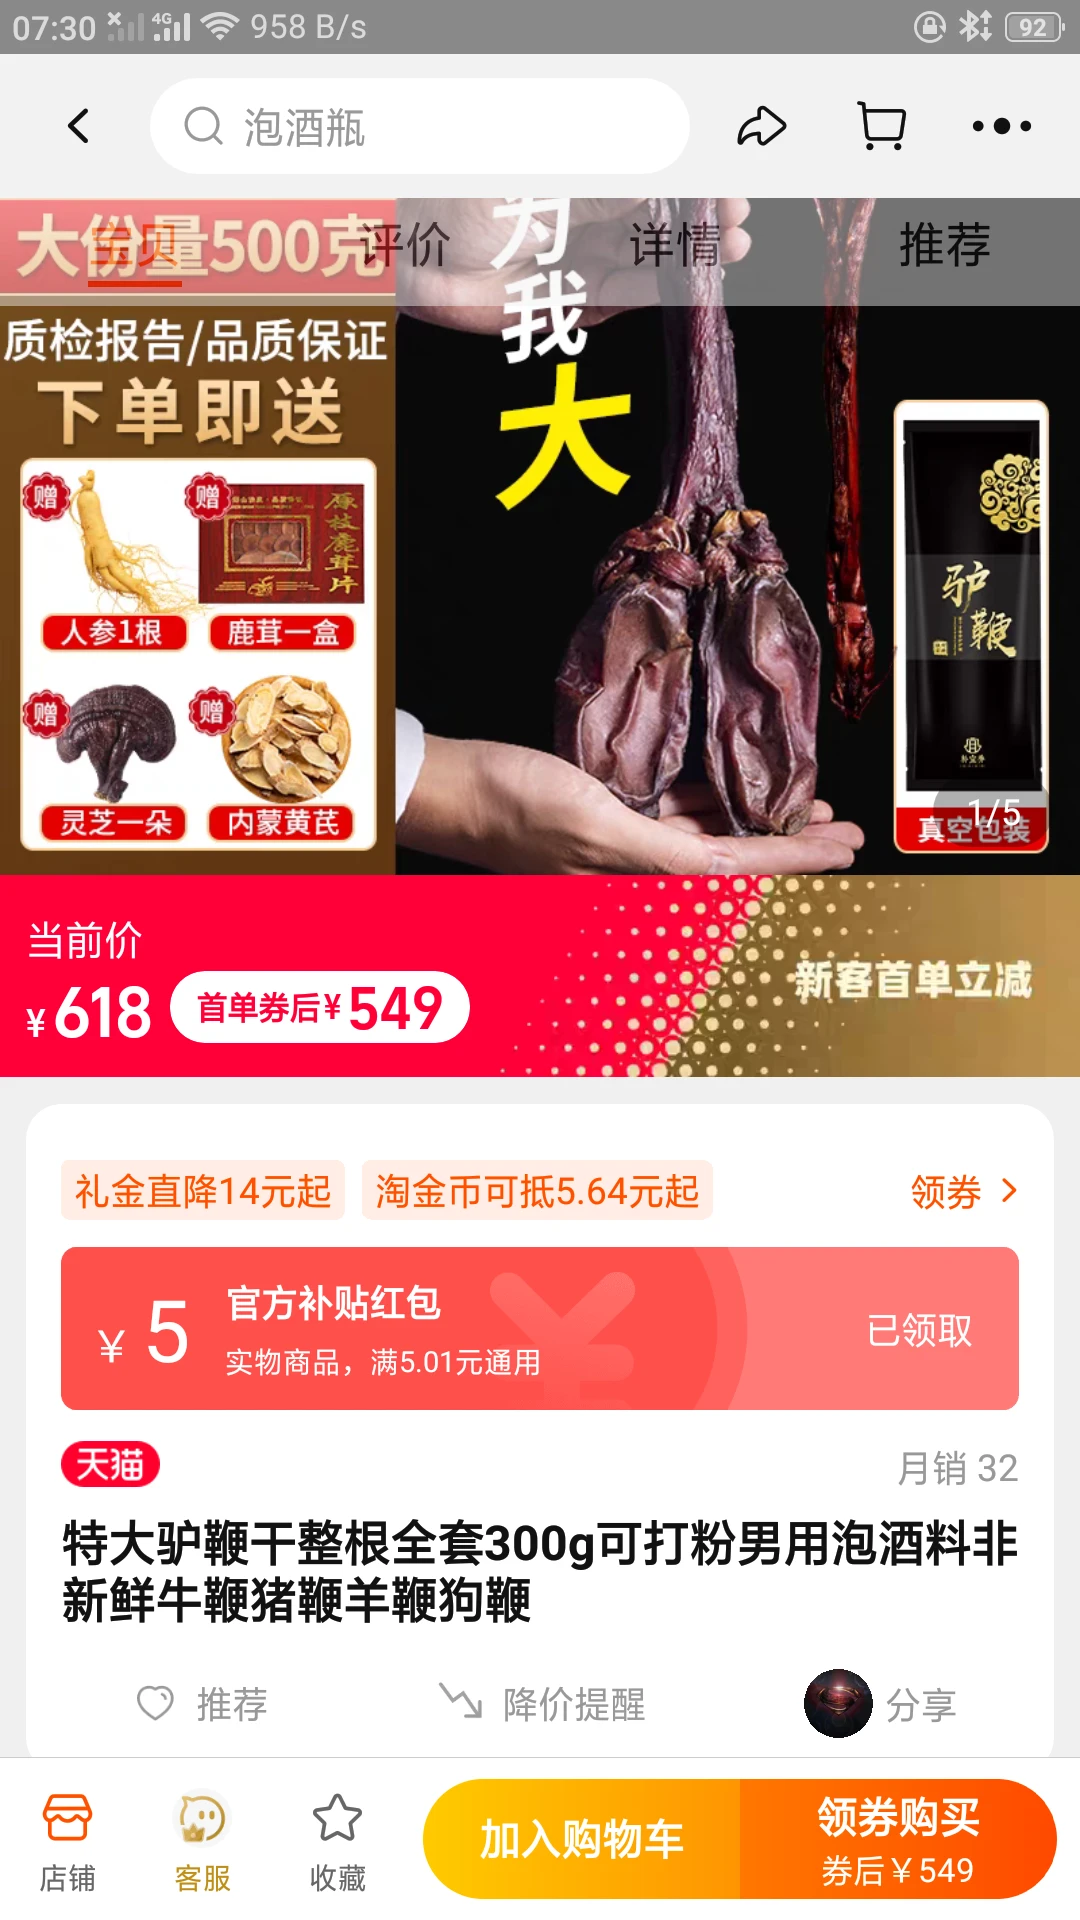 07:30
4G
958 B/s
92
泡酒瓶
宝贝
评价
详情
推荐
大份量500克
质检报告/品质保证
下单即送
赠
人参1根
赠
原枝鹿茸片
鹿茸一盒
赠
灵芝一朵
赠
内蒙黄芪
为
我
大
驴鞭
真空包装
1/5
当前价
¥618
首单券后¥549
新客首单立减
礼金直降14元起
淘金币可抵5.64元起
领券
¥ 5
官方补贴红包
实物商品，满5.01元通用
已领取
天猫
月销 32
特大驴鞭干整根全套300g可打粉男用泡酒料非
新鲜牛鞭猪鞭羊鞭狗鞭
推荐
降价提醒
分享
店铺
客服
收藏
加入购物车
领券购买
券后¥549